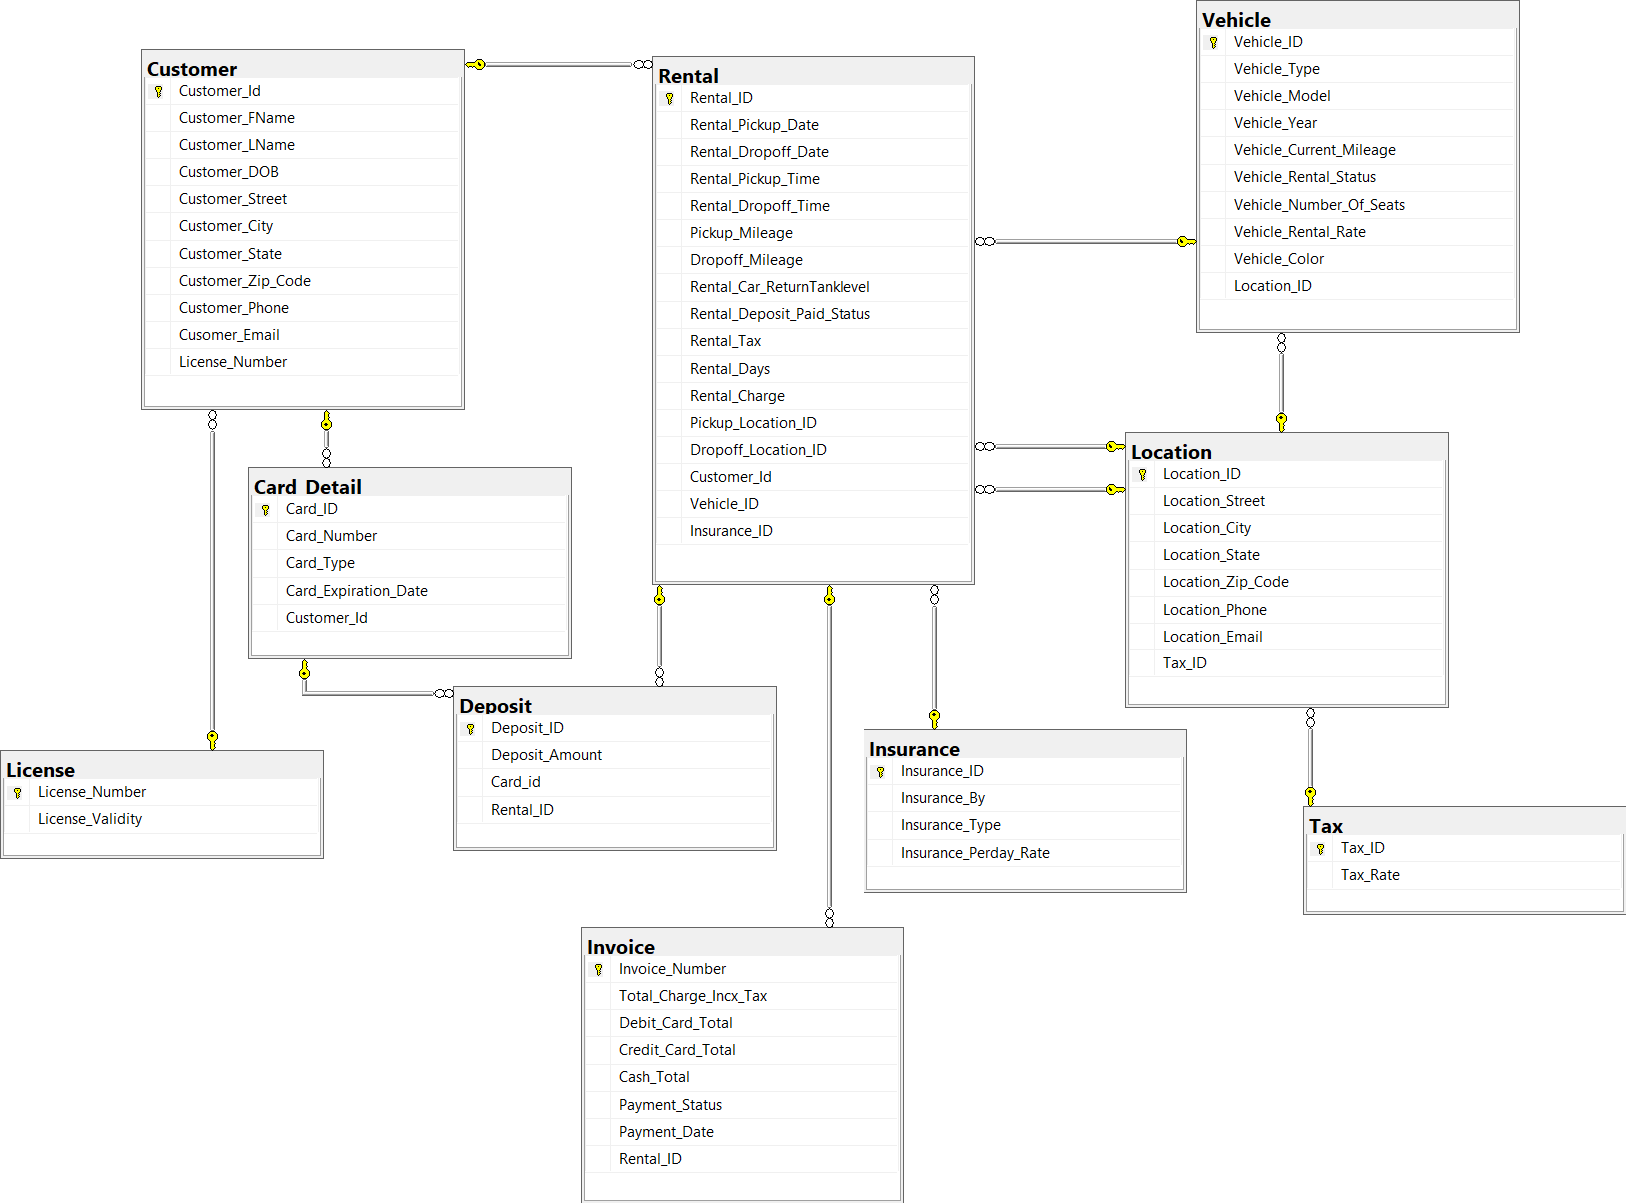 Customer
Customer_Id
Customer_FName
Customer_LName
Customer_DOB
Customer_Street
Customer_City
Customer_State
Customer_Zip_Code
Customer_Phone
Cusomer_Email
License_Number
Rental
Rental_ID
Rental_Pickup_Date
Rental_Dropoff_Date
Rental_Pickup_Time
Rental_Dropoff_Time
Pickup_Mileage
Dropoff_Mileage
Rental_Car_ReturnTanklevel
Rental_Deposit_Paid_Status
Rental_Tax
Rental_Days
Rental_Charge
Pickup_Location_ID
Dropoff_Location_ID
Customer_Id
Vehicle_ID
Insurance_ID
Vehicle
Vehicle_ID
Vehicle_Type
Vehicle_Model
Vehicle_Year
Vehicle_Current_Mileage
Vehicle_Rental_Status
Vehicle_Number_Of_Seats
Vehicle_Rental_Rate
Vehicle_Color
Location_ID
Card_Detail
Card_ID
Card_Number
Card_Type
Card_Expiration_Date
Customer_Id
Location
Location_ID
Location_Street
Location_City
Location_State
Location_Zip_Code
Location_Phone
Location_Email
Tax_ID
License
License_Number
License_Validity
Deposit
Deposit_ID
Deposit_Amount
Card_id
Rental_ID
Insurance
Insurance_ID
Insurance_By
Insurance_Type
Insurance_Perday_Rate
Tax
Tax_ID
Tax_Rate
Invoice
Invoice_Number
Total_Charge_Incx_Tax
Debit_Card_Total
Credit_Card_Total
Cash_Total
Payment_Status
Payment_Date
Rental_ID